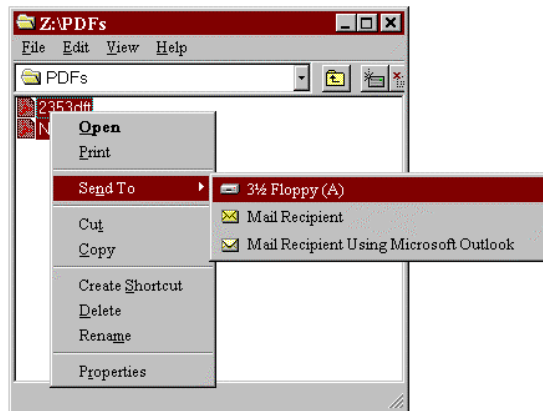 Z:\PDFs
File Edit View Help
PDFs
2353dft
N
Open
Print
Send To
3½ Floppy (A)
Mail Recipient
Mail Recipient Using Microsoft Outlook
Cut
Copy
Create Shortcut
Delete
Rename
Properties